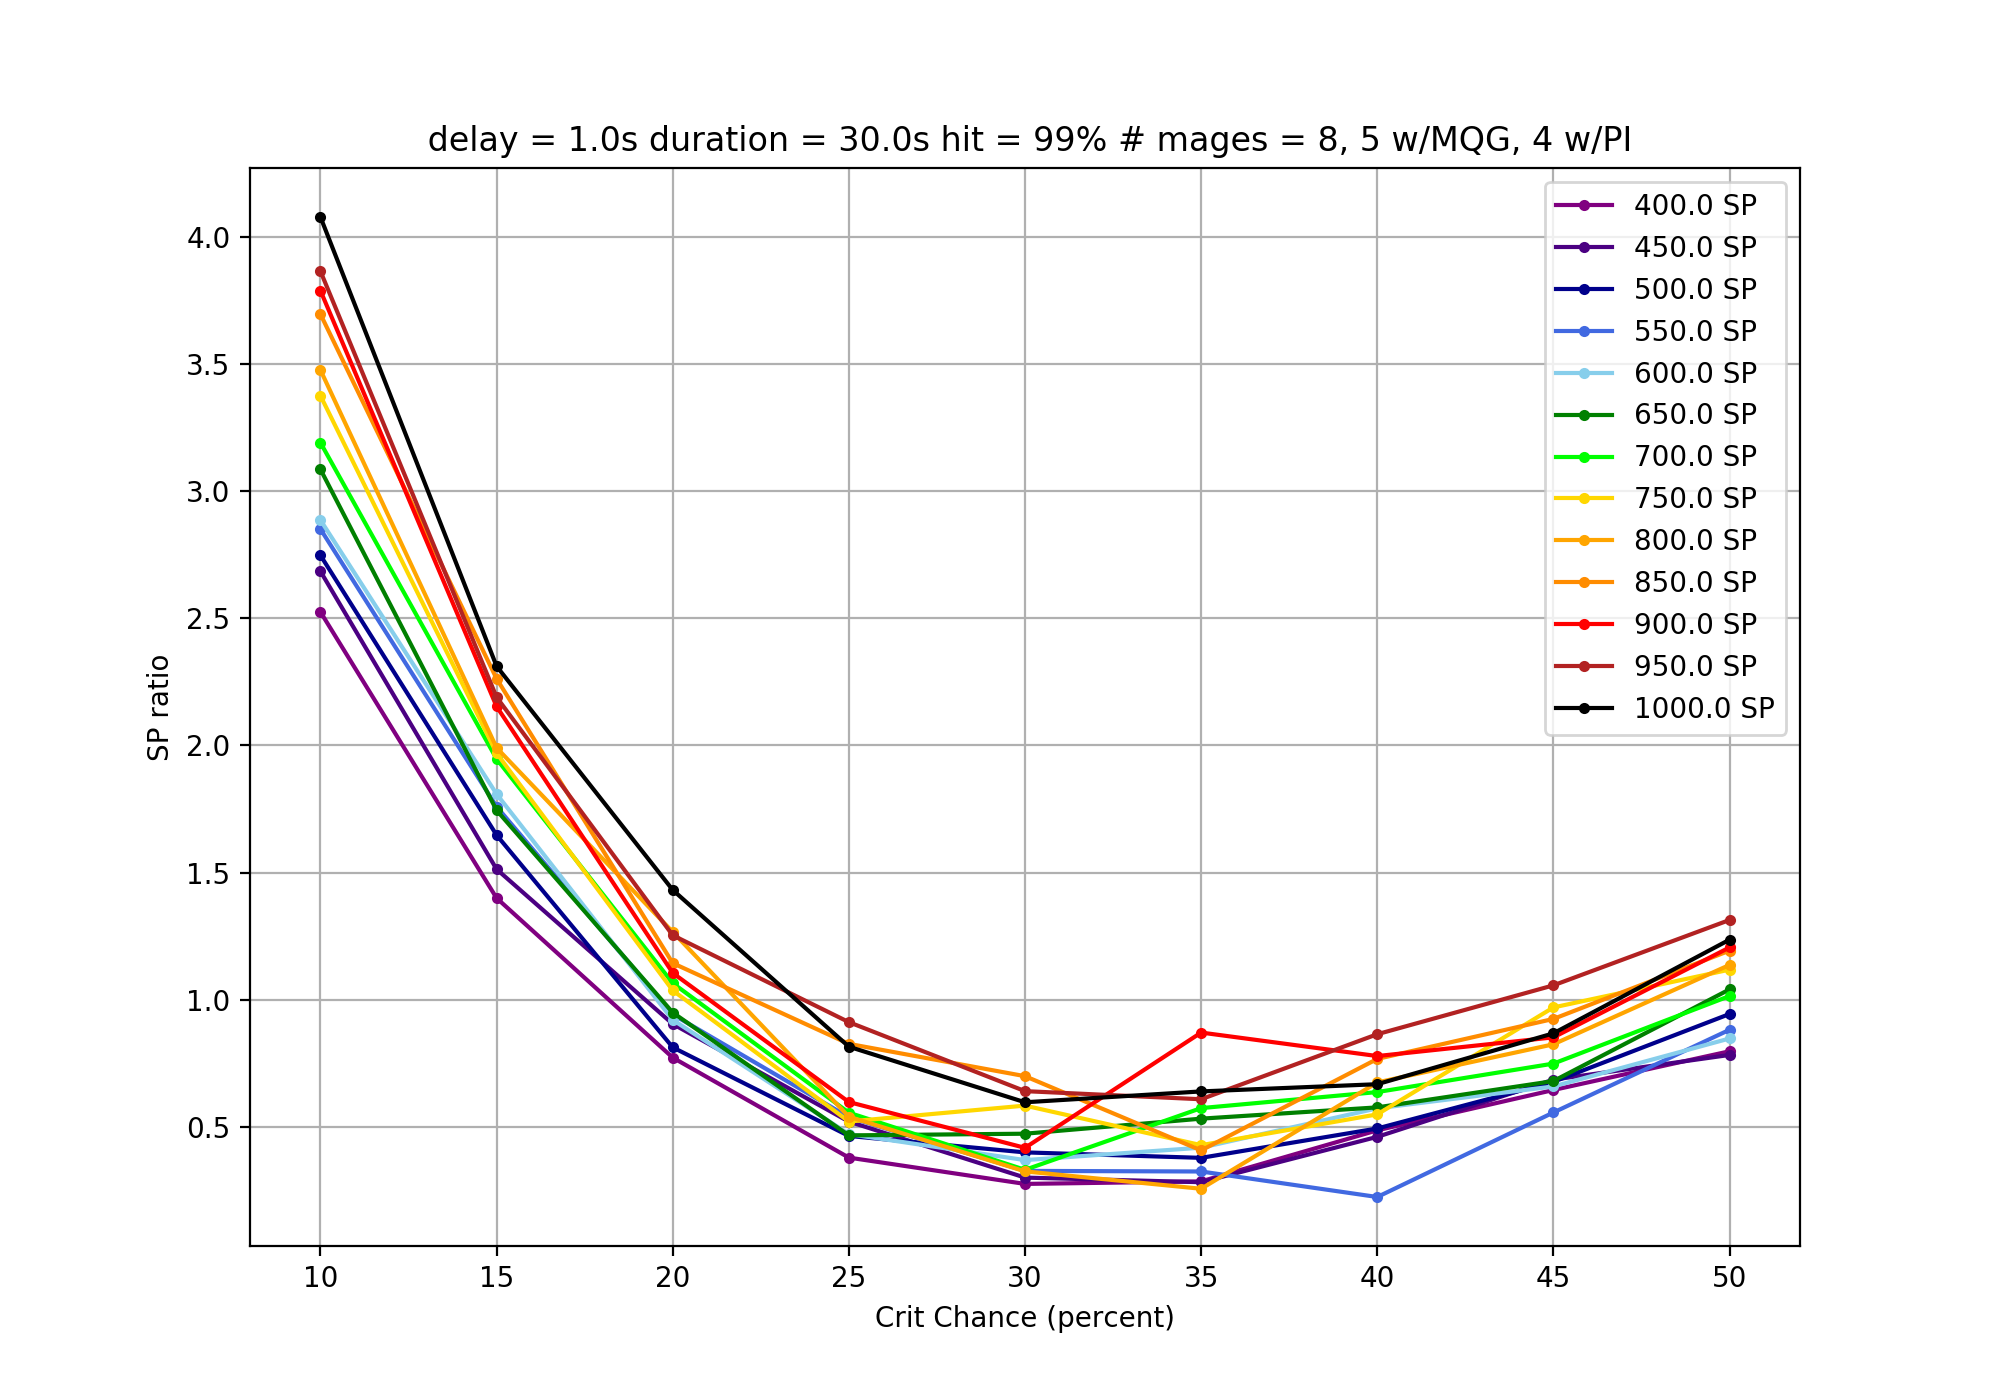 delay = 1.0s duration = 30.0s hit = 99% # mages = 8, 5 w/MQG, 4 w/PI
400.0 SP
450.0 SP
500.0 SP
550.0 SP
600.0 SP
650.0 SP
700.0 SP
750.0 SP
800.0 SP
850.0 SP
900.0 SP
950.0 SP
1000.0 SP
SP ratio
4.0
3.5
3.0
2.5
2.0
1.5
1.0
0.5
10 15 20 25 30 35 40 45 50
Crit Chance (percent)